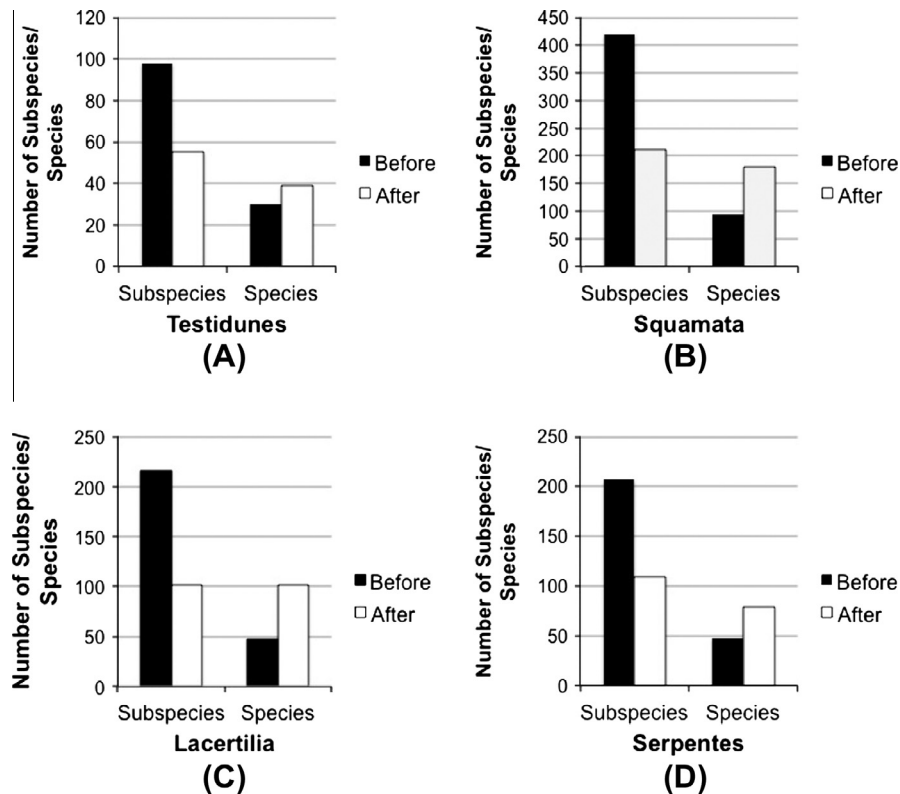 Number of Subspecies/
Species
120
100
80
60
40
20
0
Subspecies Species
Before
After
Testidunes
(A)
Number of Subspecies/
Species
450
400
350
300
250
200
150
100
50
0
Subspecies Species
Before
After
Squamata
(B)
Number of Subspecies/
Species
250
200
150
100
50
0
Subspecies Species
Before
After
Lacertilia
(C)
Number of Subspecies/
Species
250
200
150
100
50
0
Subspecies Species
Before
After
Serpentes
(D)